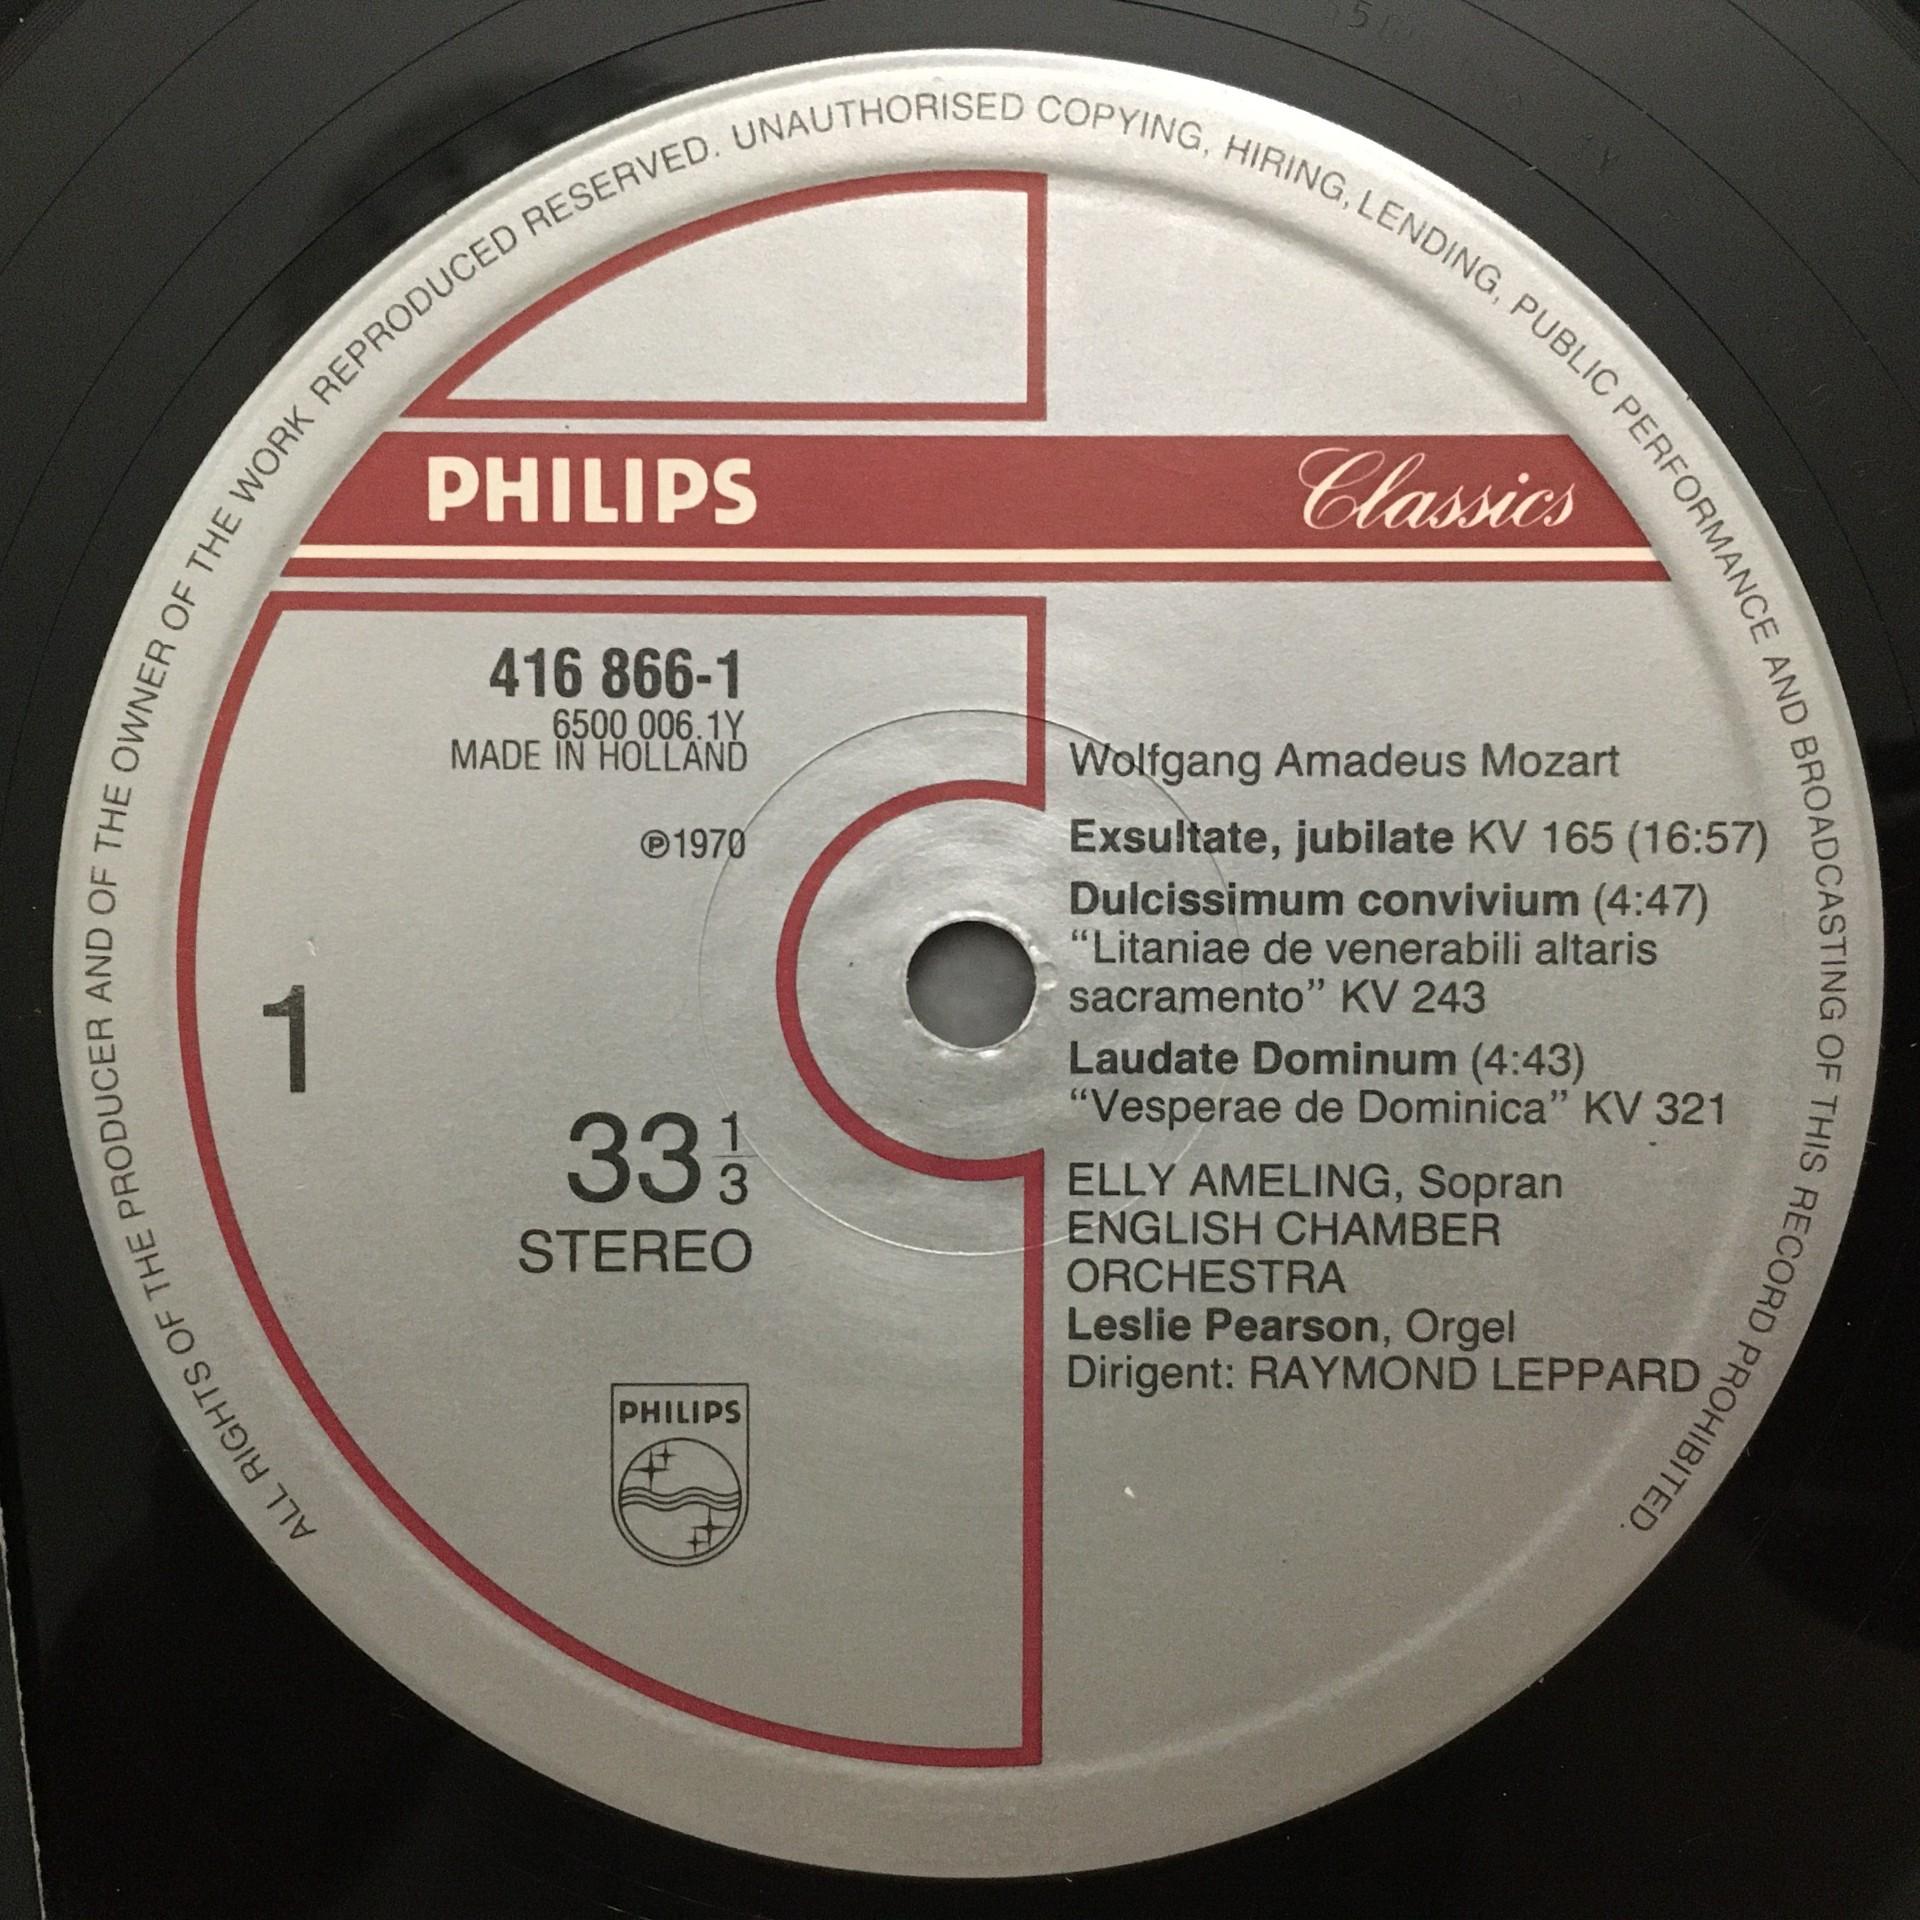 ALL RIGHTS OF THE PRODUCER AND OF THE OWNER OF THE WORK REPRODUCED RESERVED. UNAUTHORISED COPYING, HIRING, LENDING, PUBLIC PERFORMANCE AND BROADCASTING OF THIS RECORD PROHIBITED.
PHILIPS Classics
416 866-1
6500 006.1Y
MADE IN HOLLAND
℗1970
1
33 1/3
STEREO
PHILIPS
Wolfgang Amadeus Mozart
Exsultate, jubilate KV 165 (16:57)
Dulcissimum convivium (4:47)
“Litaniae de venerabili altaris
sacramento” KV 243
Laudate Dominum (4:43)
“Vesperae de Dominica” KV 321
ELLY AMELING, Sopran
ENGLISH CHAMBER
ORCHESTRA
Leslie Pearson, Orgel
Dirigent: RAYMOND LEPPARD